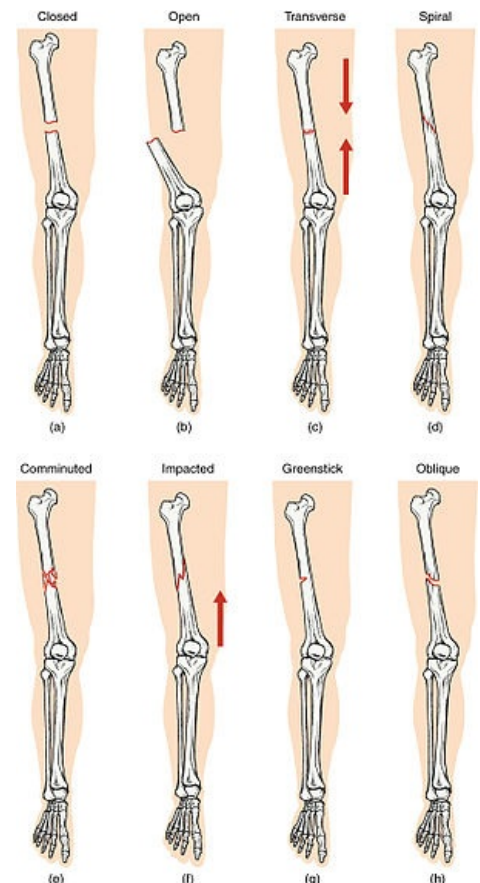 Closed
Open
Transverse
Spiral
(a)
(b)
(c)
(d)
Comminuted
Impacted
Greenstick
Oblique
(e)
(f)
(g)
(h)